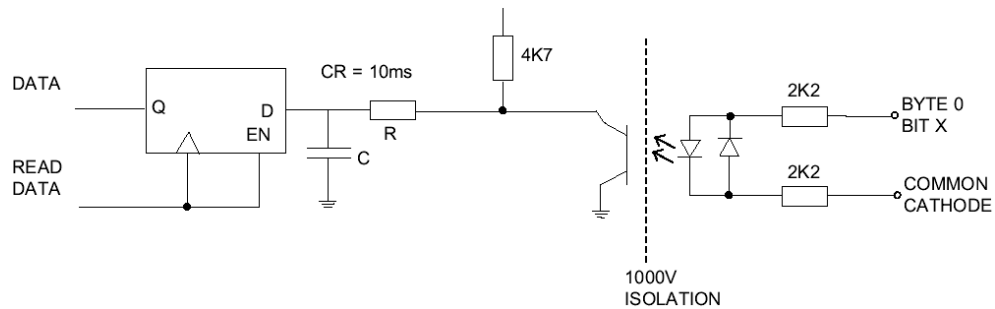 4K7
CR = 10ms
DATA
Q
D
EN
R
C
READ
DATA
2K2
BYTE 0
BIT X
2K2
COMMON
CATHODE
1000V
ISOLATION